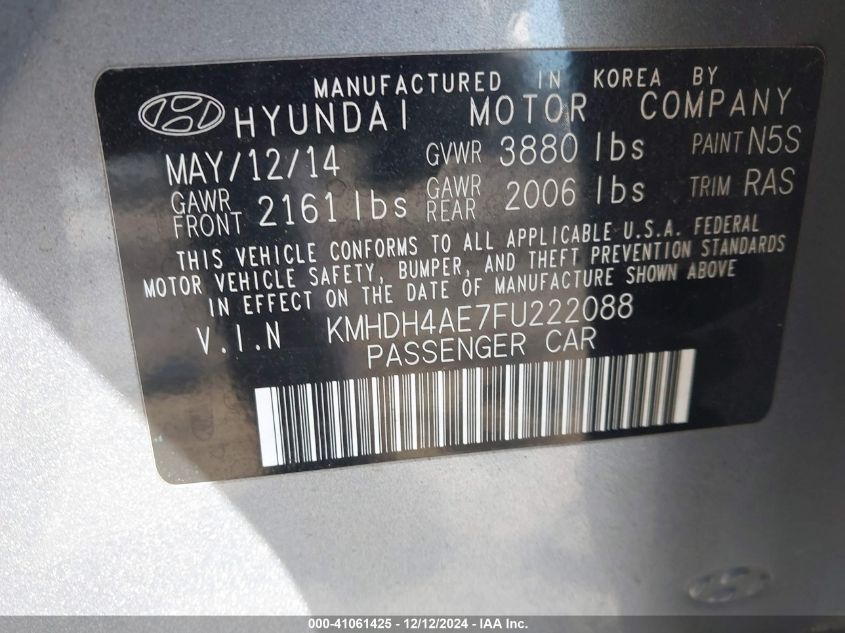 MANUFACTURED IN KOREA BY
HYUNDAI MOTOR COMPANY
MAY/12/14 GVWR 3880 lbs PAINT N5S
GAWR FRONT 2161 lbs GAWR REAR 2006 lbs TRIM RAS
THIS VEHICLE CONFORMS TO ALL APPLICABLE U.S.A. FEDERAL
MOTOR VEHICLE SAFETY, BUMPER, AND THEFT PREVENTION STANDARDS
IN EFFECT ON THE DATE OF MANUFACTURE SHOWN ABOVE
V.I.N KMHDH4AE7FU222088
PASSENGER CAR
000-41061425 - 12/12/2024 - IAA Inc.